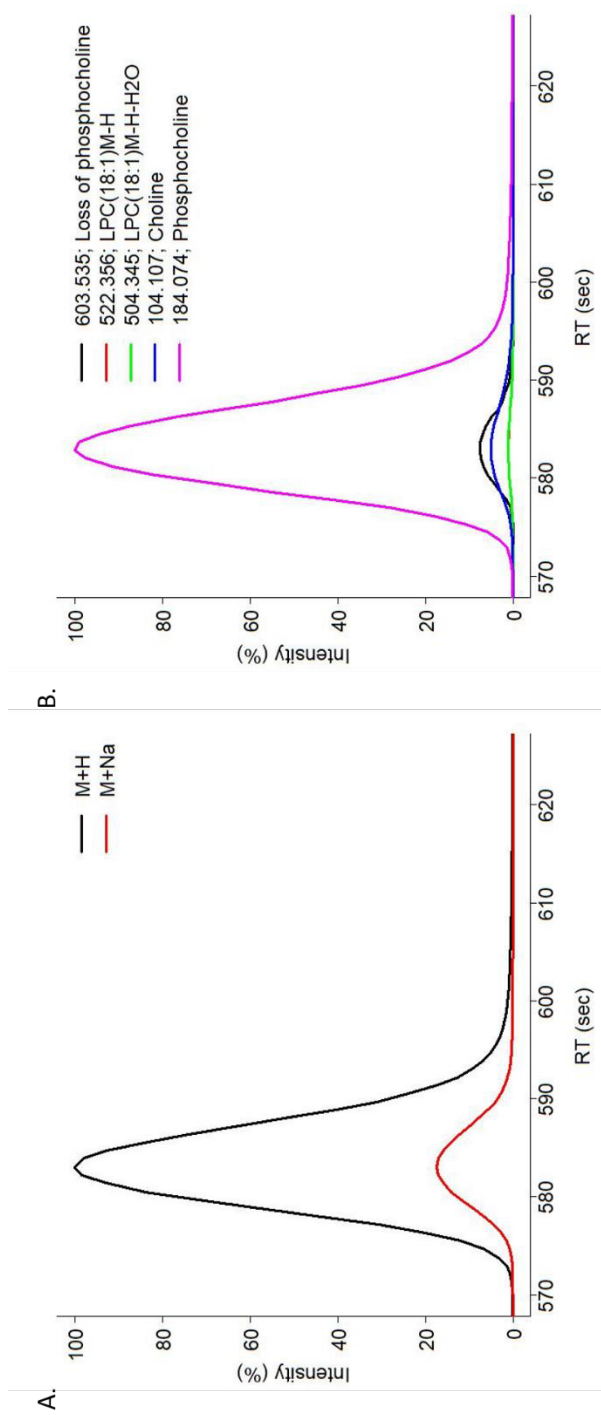 A.
Intensity (%)
100
80
60
40
20
0
M+H
M+Na
570 580 590 600 610 620
RT (sec)
B.
Intensity (%)
100
80
60
40
20
0
603.535; Loss of phosphocholine
522.356; LPC(18:1)M-H
504.345; LPC(18:1)M-H-H2O
104.107; Choline
184.074; Phosphocholine
570 580 590 600 610 620
RT (sec)